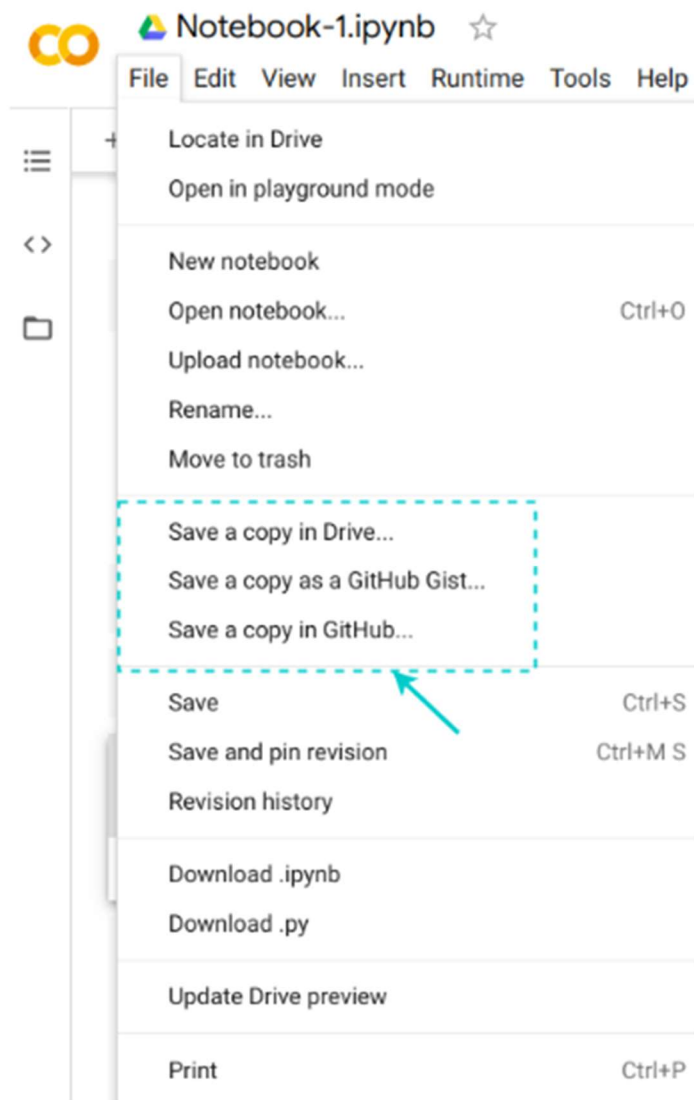 Notebook-1.ipynb
File Edit View Insert Runtime Tools Help
Locate in Drive
Open in playground mode
New notebook
Open notebook... Ctrl+O
Upload notebook...
Rename...
Move to trash
Save a copy in Drive...
Save a copy as a GitHub Gist...
Save a copy in GitHub...
Save Ctrl+S
Save and pin revision Ctrl+M S
Revision history
Download .ipynb
Download .py
Update Drive preview
Print Ctrl+P